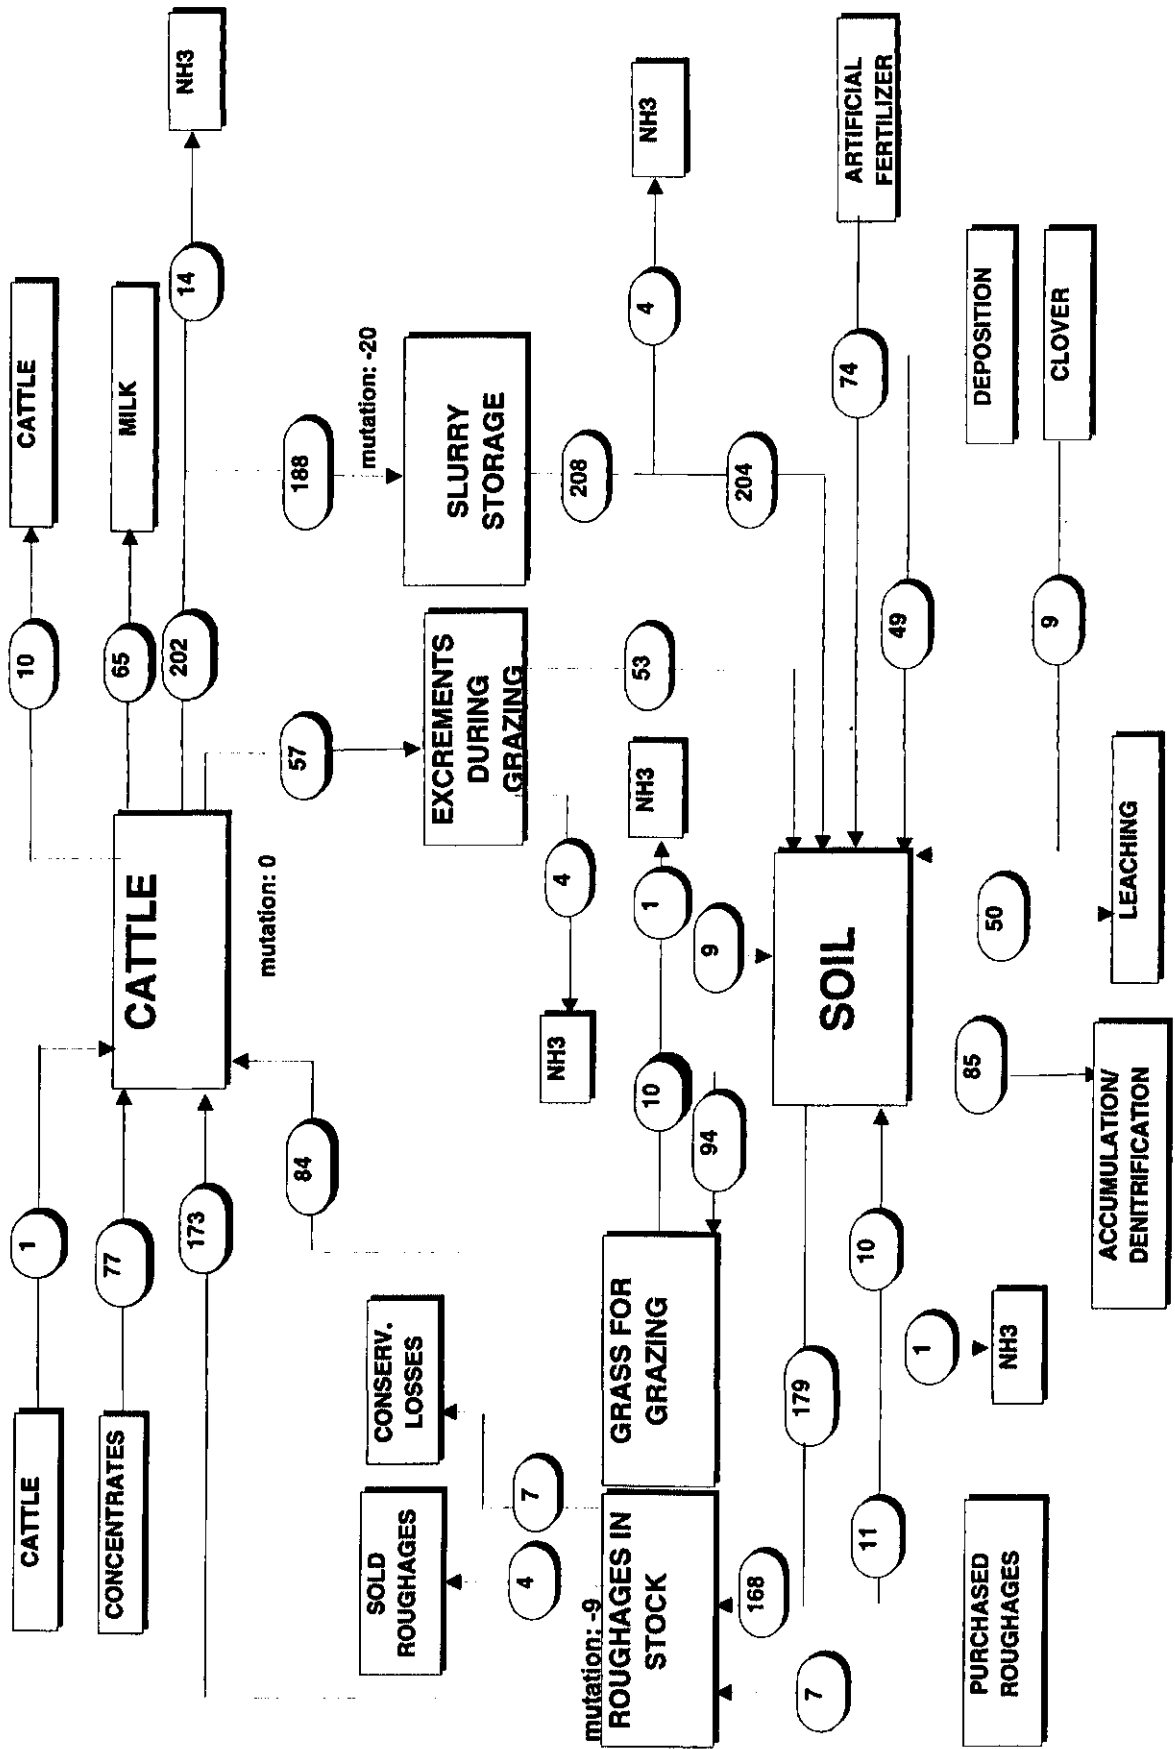 CATTLE
1
CONCENTRATES
77
173
84
CATTLE
mutation: 0
10
CATTLE
65
MILK
202
14
NH3
57
188
mutation: -20
SLURRY
STORAGE
EXCREMENTS
DURING
GRAZING
SOLD
ROUGHAGES
CONSERV.
LOSSES
4
7
mutation: -9
ROUGHAGES IN
STOCK
GRASS FOR
GRAZING
NH3
4
10
1
NH3
53
208
4
NH3
94
9
204
168
7
179
SOIL
74
ARTIFICIAL
FERTILIZER
11
10
49
1
NH3
85
50
DEPOSITION
9
CLOVER
PURCHASED
ROUGHAGES
ACCUMULATION/
DENITRIFICATION
LEACHING